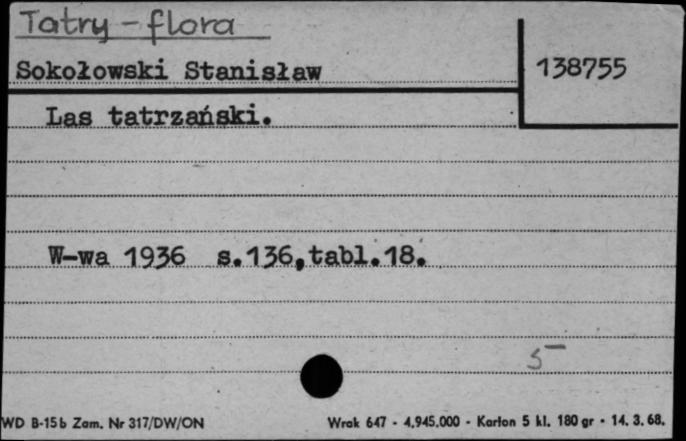 Tatry - flora
Sokołowski Stanisław
138755
Las tatrzański.
W-wa 1936 s.136,tabl.18.
5-
WD B-15b Zam. Nr 317/DW/ON
Wrak 647 - 4.945.000 - Karton 5 kl. 180 gr - 14. 3. 68.